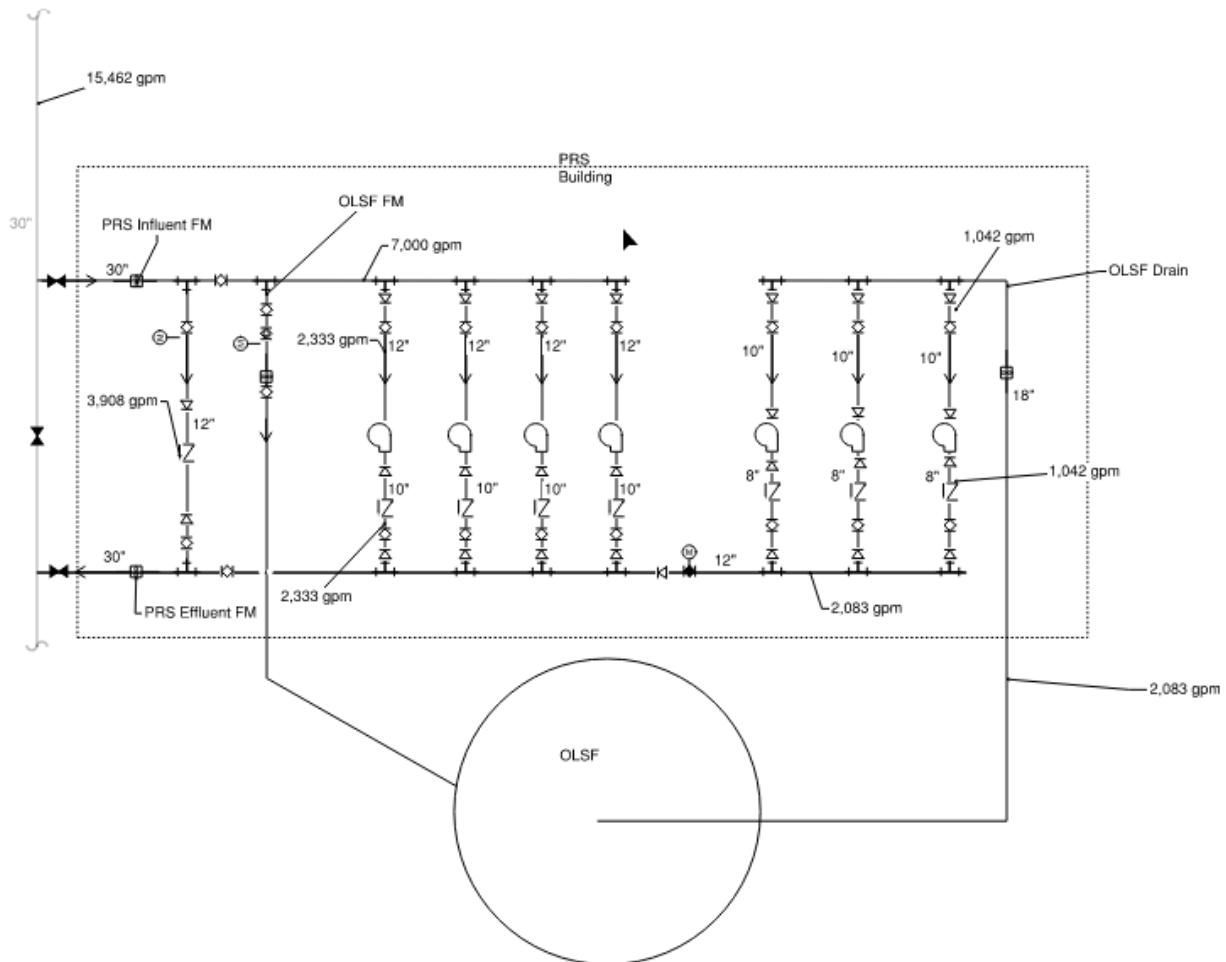 15,462 gpm
PRS
Building
OLSF FM
30"
PRS Influent FM
7,000 gpm
1,042 gpm
30"
OLSF Drain
2,333 gpm
12"
12"
12"
12"
10"
10"
10"
3,908 gpm
12"
18"
10"
10"
10"
10"
8"
8"
8"
1,042 gpm
30"
12"
PRS Effluent FM
2,333 gpm
2,083 gpm
2,083 gpm
OLSF